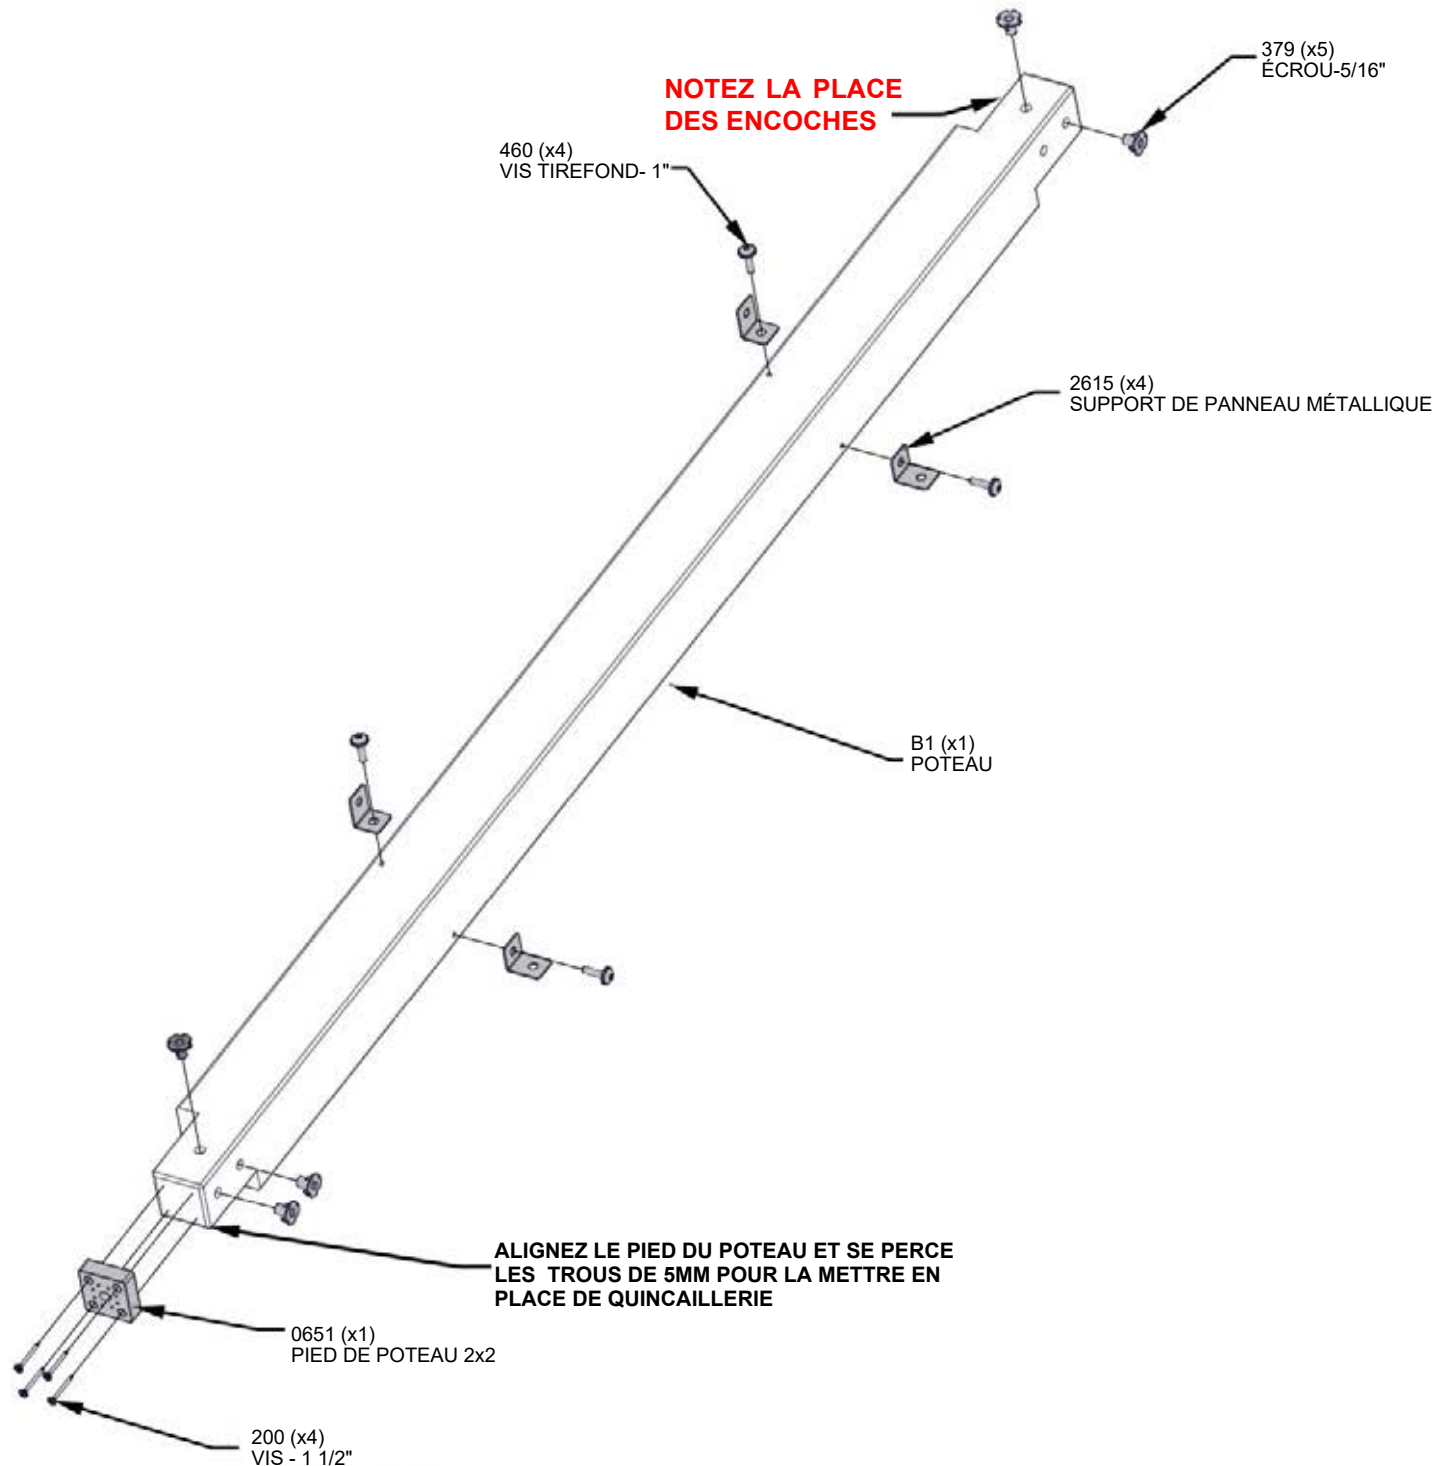 379 (x5)
ÉCROU-5/16"
NOTEZ LA PLACE
DES ENCOCHES
460 (x4)
VIS TIREFOND- 1"
2615 (x4)
SUPPORT DE PANNEAU MÉTALLIQUE
B1 (x1)
POTEAU
ALIGNEZ LE PIED DU POTEAU ET SE PERCE
LES TROUS DE 5MM POUR LA METTRE EN
PLACE DE QUINCAILLERIE
0651 (x1)
PIED DE POTEAU 2x2
200 (x4)
VIS - 1 1/2"